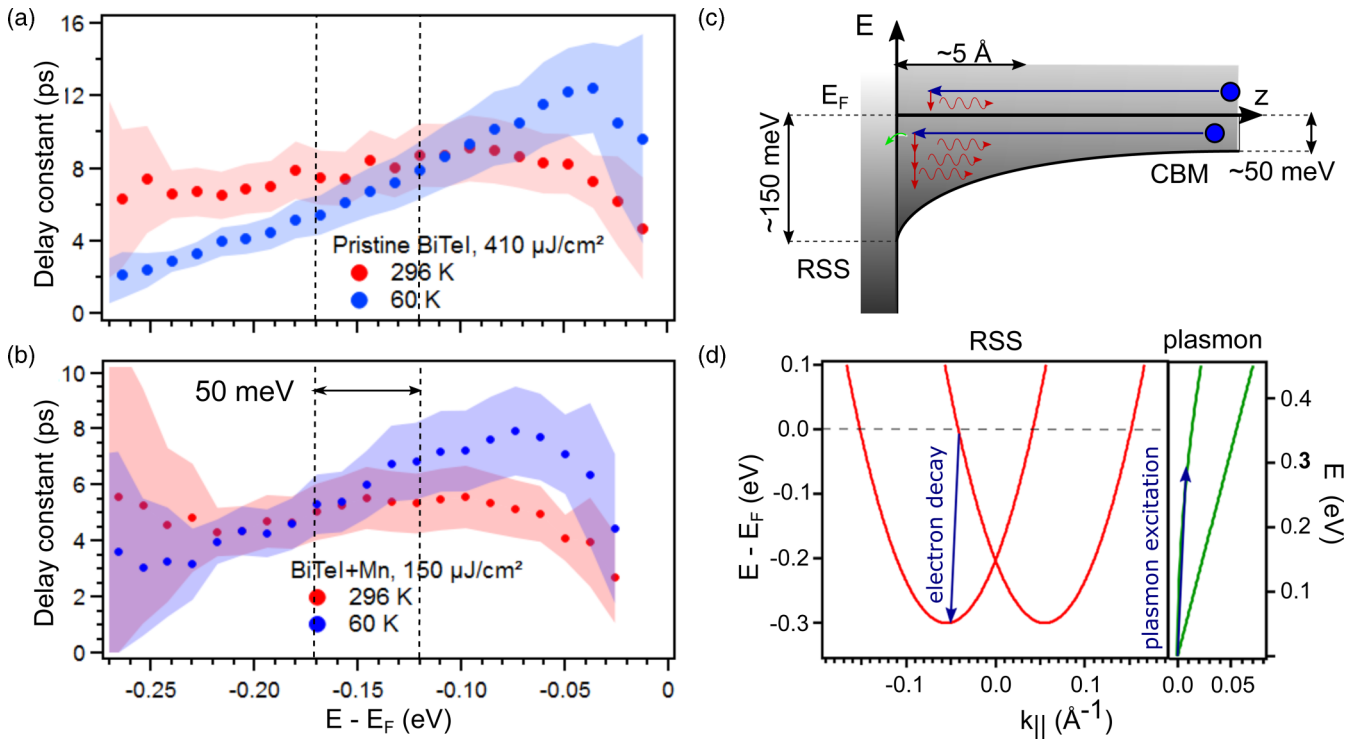 (a)
16
12
8
4
0
Delay constant (ps)
Pristine BiTeI, 410 μJ/cm²
296 K
60 K
(b)
10
8
6
4
2
0
Delay constant (ps)
50 meV
BiTeI+Mn, 150 μJ/cm²
296 K
60 K
-0.25 -0.20 -0.15 -0.10 -0.05 0
E - E_F (eV)
(c)
E
~5 Å
E_F
z
~150 meV
CBM
~50 meV
RSS
(d)
RSS
plasmon
0.1
0.0
-0.1
-0.2
-0.3
E - E_F (eV)
electron decay
plasmon excitation
0.4
0.3
0.2
0.1
E (eV)
-0.1 0.0 0.1
0.0 0.05
k_|| (Å⁻¹)